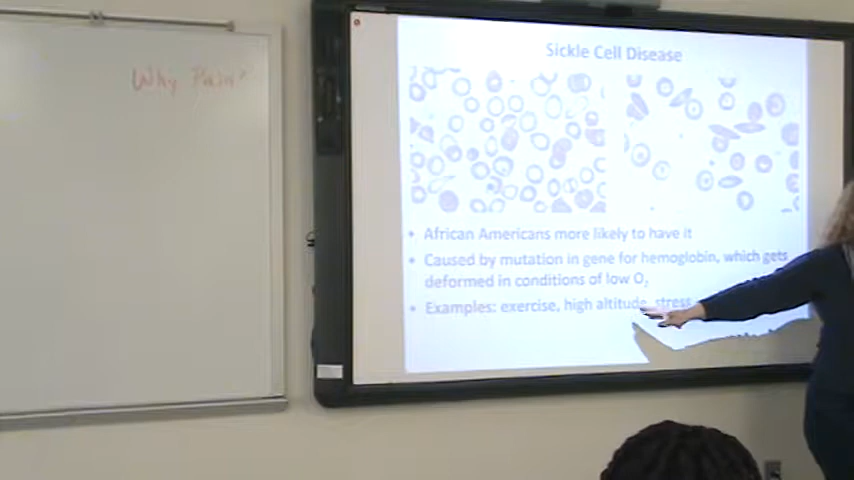 Why Pain?
Sickle Cell Disease
• African Americans more likely to have it
• Caused by mutation in gene for hemoglobin, which gets
deformed in conditions of low O₂
• Examples: exercise, high altitude, stress